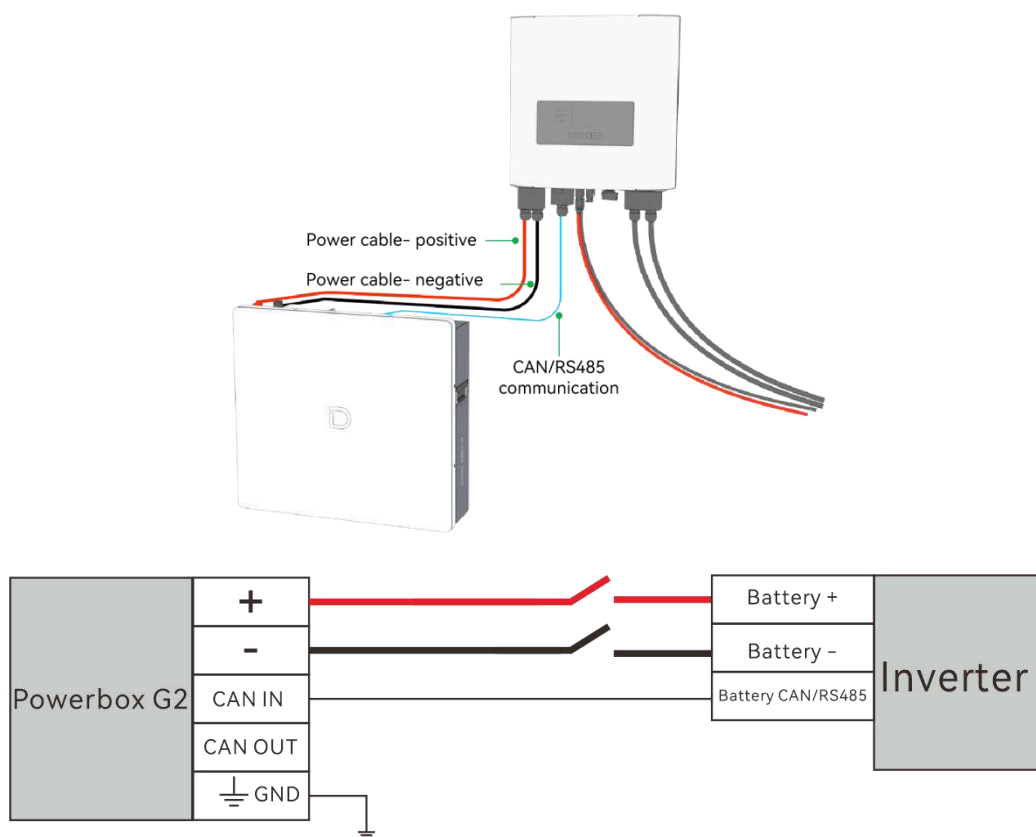 Power cable- positive
Power cable- negative
CAN/RS485
communication
Powerbox G2
+
-
CAN IN
CAN OUT
GND
Battery +
Battery -
Battery CAN/RS485
Inverter